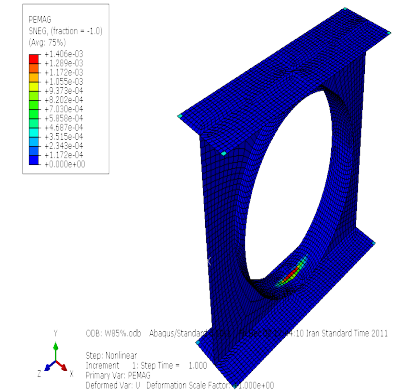 PEMAG
SNEG, (fraction = -1.0)
(Avg: 75%)
+1.406e-03
+1.289e-03
+1.172e-03
+1.055e-03
+9.373e-04
+8.202e-04
+7.030e-04
+5.858e-04
+4.687e-04
+3.515e-04
+2.343e-04
+1.172e-04
+0.000e+00
Y
Z X
ODB: W85%.odb Abaqus/Standard 4:10 Iran Standard Time 2011
Step: Nonlinear
Increment 1: Step Time = 1.000
Primary Var: PEMAG
Deformed Var: U Deformation Scale Factor: +1.000e+00